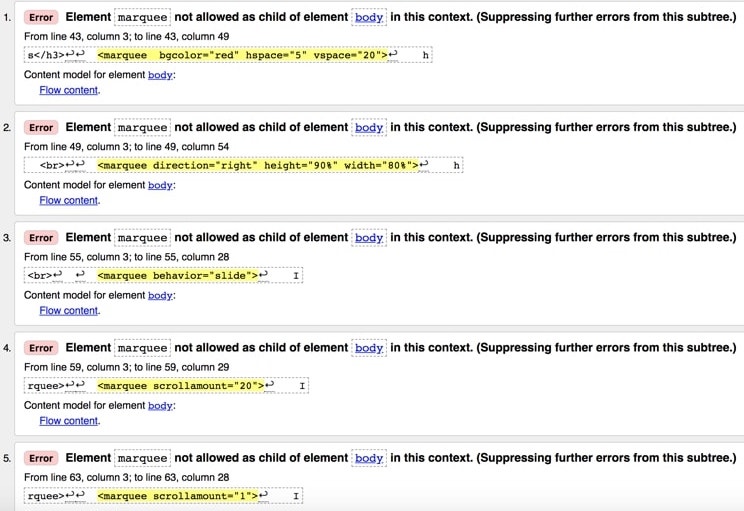 1. Error Element marquee not allowed as child of element body in this context. (Suppressing further errors from this subtree.)
From line 43, column 3; to line 43, column 49
s</h3>↩↩ <marquee bgcolor="red" hspace="5" vspace="20">↩ h
Content model for element body:
Flow content.
2. Error Element marquee not allowed as child of element body in this context. (Suppressing further errors from this subtree.)
From line 49, column 3; to line 49, column 54
<br>↩↩ <marquee direction="right" height="90%" width="80%">↩ h
Content model for element body:
Flow content.
3. Error Element marquee not allowed as child of element body in this context. (Suppressing further errors from this subtree.)
From line 55, column 3; to line 55, column 28
<br>↩ ↩ <marquee behavior="slide">↩ I
Content model for element body:
Flow content.
4. Error Element marquee not allowed as child of element body in this context. (Suppressing further errors from this subtree.)
From line 59, column 3; to line 59, column 29
rquee>↩↩ <marquee scrollamount="20">↩ I
Content model for element body:
Flow content.
5. Error Element marquee not allowed as child of element body in this context. (Suppressing further errors from this subtree.)
From line 63, column 3; to line 63, column 28
rquee>↩↩ <marquee scrollamount="1">↩ I